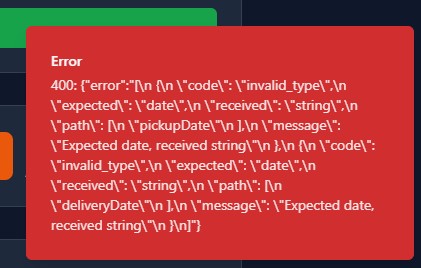 Error
400: {"error":"[\n {\n \"code\": \"invalid_type\",\n
\"expected\": \"date\",\n \"received\": \"string\",\n
\"path\": [\n \"pickupDate\"\n ],\n \"message\":
\"Expected date, received string\"\n },\n {\n \"code\":
\"invalid_type\",\n \"expected\": \"date\",\n
\"received\": \"string\",\n \"path\": [\n
\"deliveryDate\"\n ],\n \"message\": \"Expected date,
received string\"\n }\n]"}